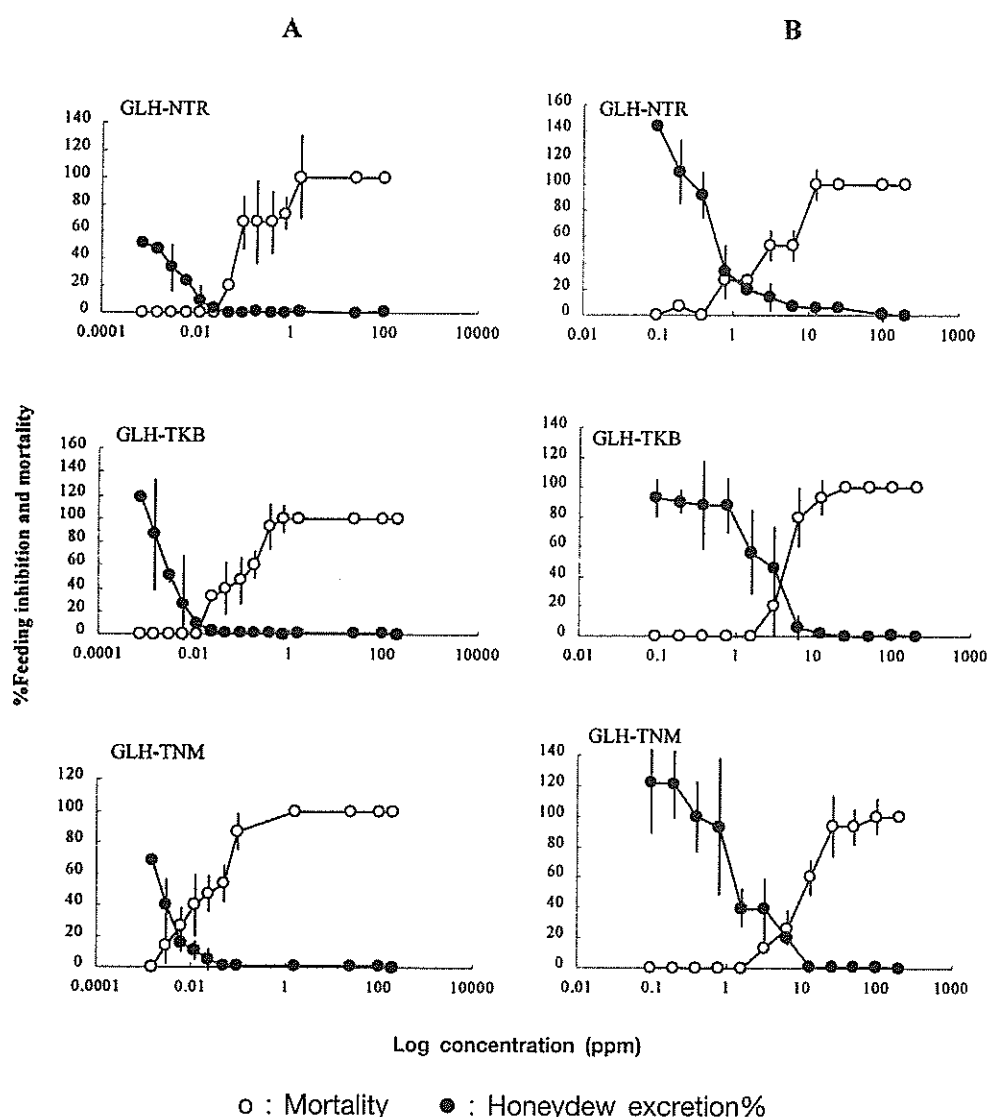 A
B
GLH-NTR
140
120
100
80
60
40
20
0
0.0001 0.01 1 100 10000
GLH-NTR
160
140
120
100
80
60
40
20
0
0.01 0.1 1 10 100 1000
%Feeding inhibition and mortality
GLH-TKB
160
140
120
100
80
60
40
20
0
0.0001 0.01 1 100 10000
GLH-TKB
140
120
100
80
60
40
20
0
0.01 0.1 1 10 100 1000
GLH-TNM
120
100
80
60
40
20
0
0.0001 0.01 1 100 10000
GLH-TNM
140
120
100
80
60
40
20
0
0.01 0.1 1 10 100 1000
Log concentration (ppm)
o : Mortality ● : Honeydew excretion%